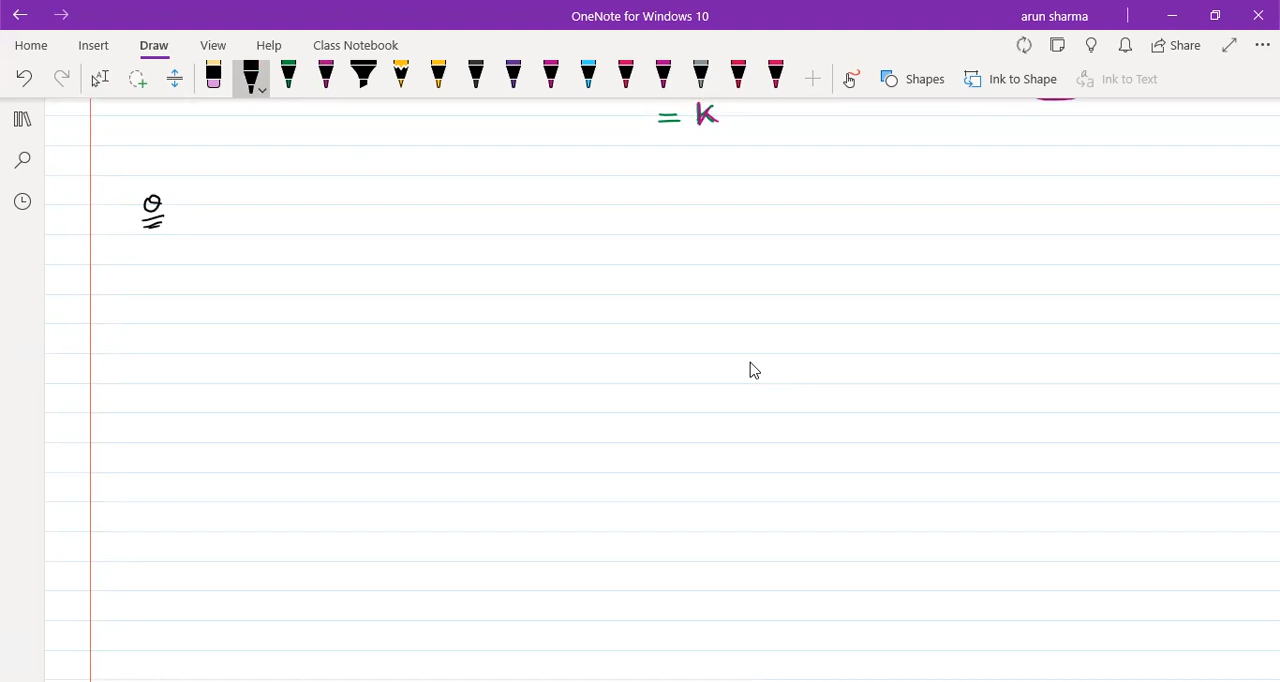 OneNote for Windows 10
arun sharma
Home Insert Draw View Help Class Notebook
Share
Shapes Ink to Shape Ink to Text
= K
Q